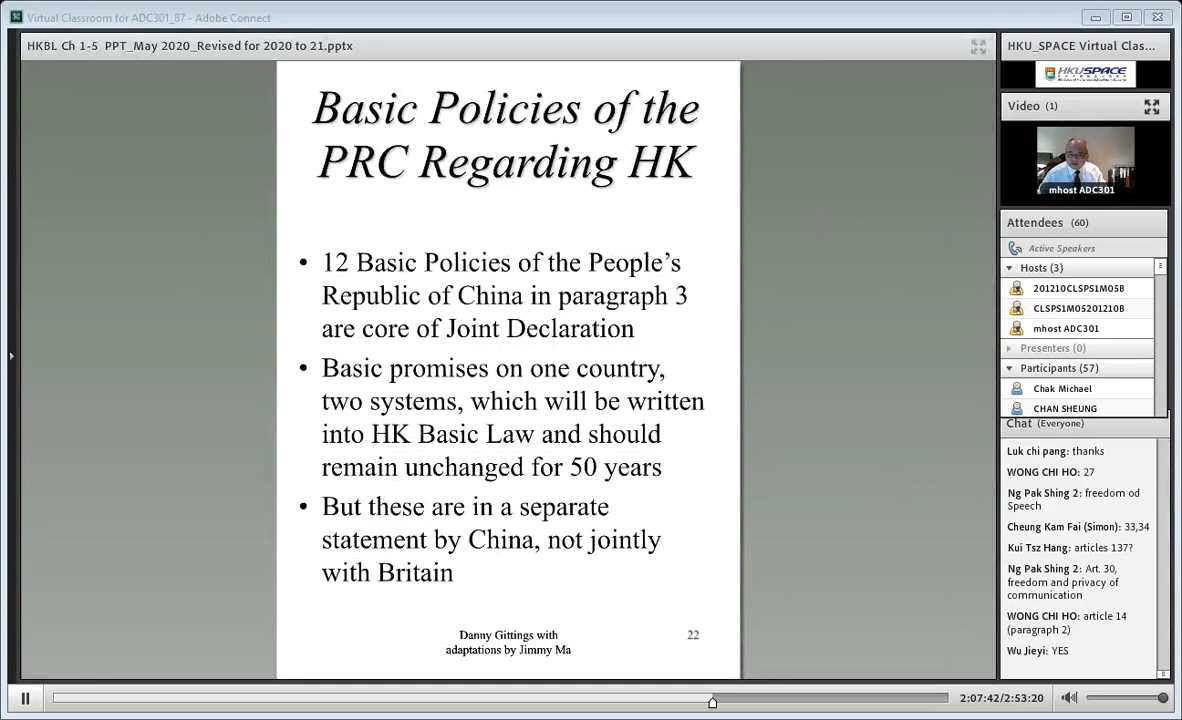 Virtual Classroom for ADC301_87 - Adobe Connect
HKBL Ch 1-5 PPT_May 2020_Revised for 2020 to 21.pptx
Basic Policies of the
PRC Regarding HK
• 12 Basic Policies of the People’s
Republic of China in paragraph 3
are core of Joint Declaration
• Basic promises on one country,
two systems, which will be written
into HK Basic Law and should
remain unchanged for 50 years
• But these are in a separate
statement by China, not jointly
with Britain
Danny Gittings with
adaptations by Jimmy Ma
22
HKU_SPACE Virtual Clas...
HKU SPACE
Video (1)
mhost ADC301
Attendees (60)
Active Speakers
Hosts (3)
201210CLSPS1M05B
CLSPS1M05201210B
mhost ADC301
Presenters (0)
Participants (57)
Chak Michael
CHAN SHEUNG
Chat (Everyone)
Luk chi pang: thanks
WONG CHI HO: 27
Ng Pak Shing 2: freedom od
Speech
Cheung Kam Fai (Simon): 33,34
Kui Tsz Hang: articles 137?
Ng Pak Shing 2: Art. 30,
freedom and privacy of
communication
WONG CHI HO: article 14
(paragraph 2)
Wu Jieyi: YES
2:07:42/2:53:20